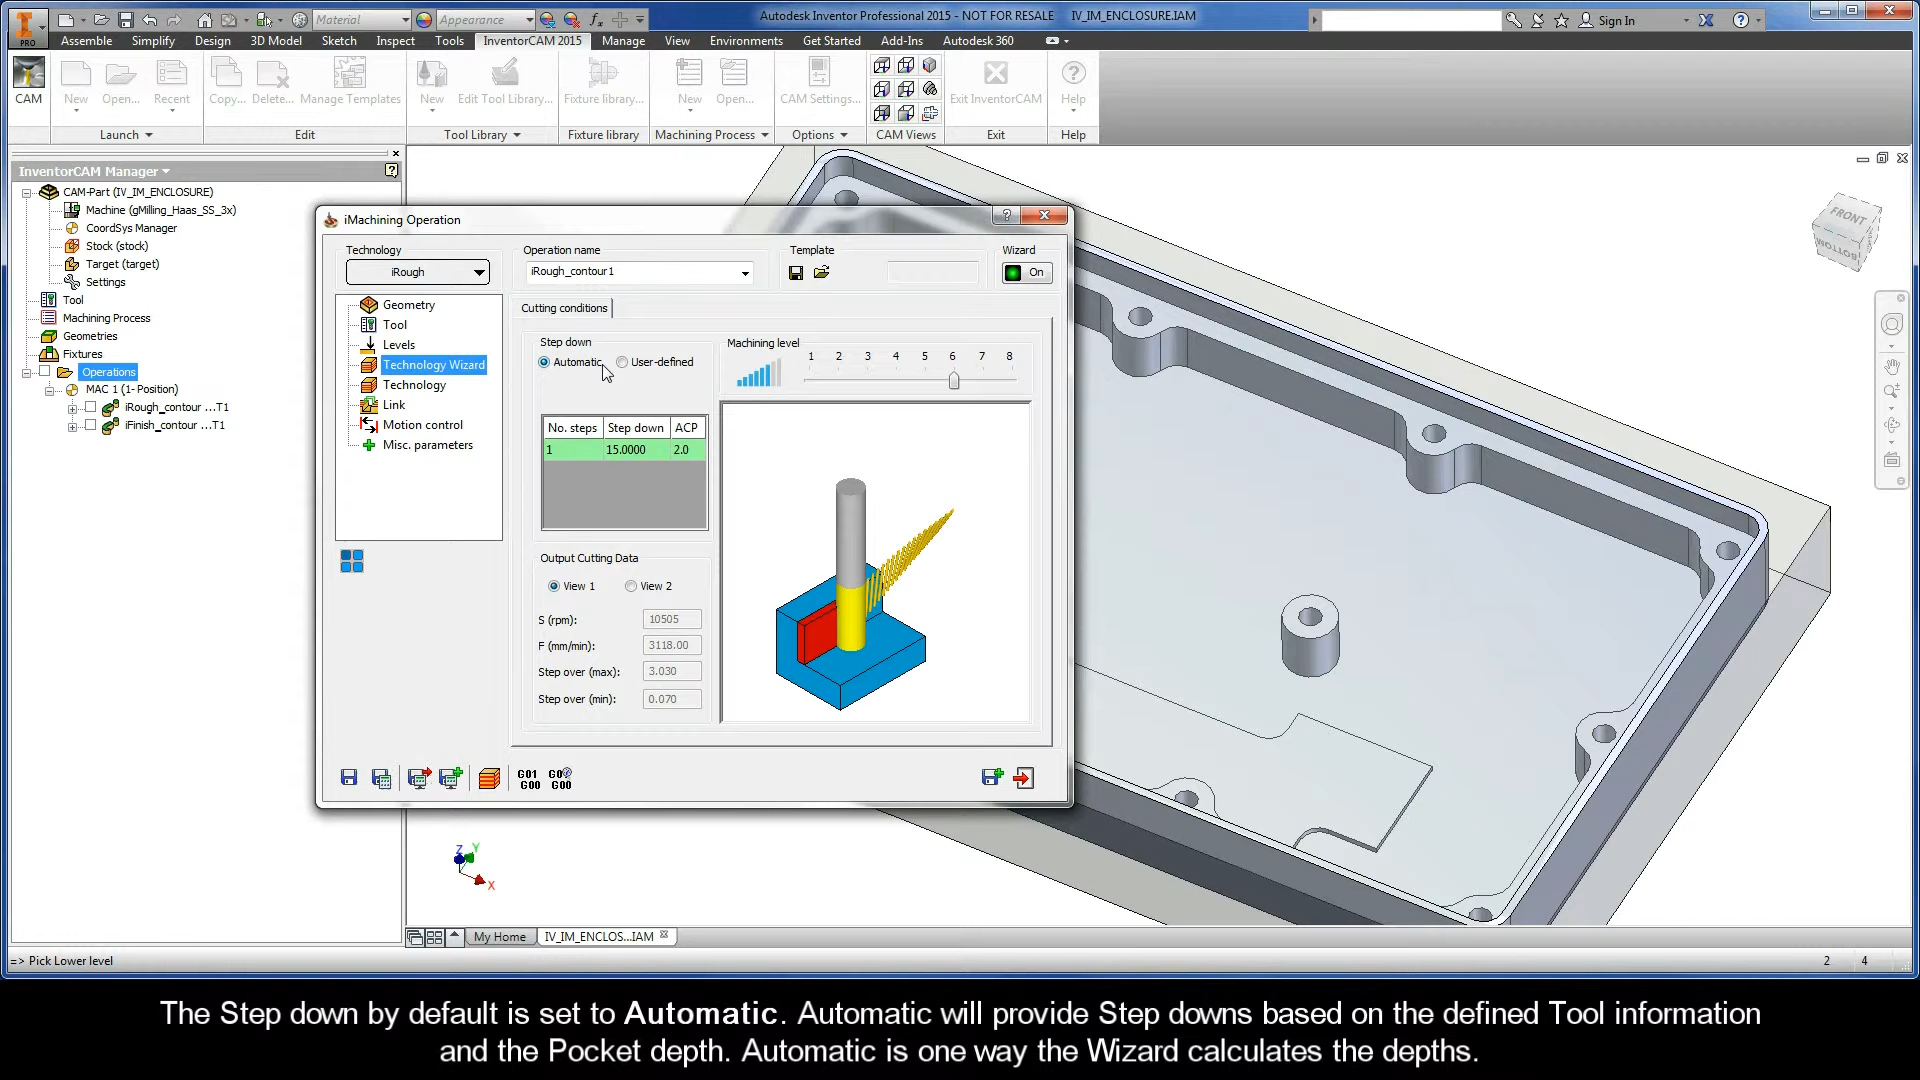 Material
Appearance
Autodesk Inventor Professional 2015 - NOT FOR RESALE IV_IM_ENCLOSURE.IAM
Sign In
PRO
Assemble Simplify Design 3D Model Sketch Inspect Tools InventorCAM 2015 Manage View Environments Get Started Add-Ins Autodesk 360
CAM New Open... Recent Copy... Delete... Manage Templates New Edit Tool Library... Fixture library... New Open... CAM Settings... Exit InventorCAM Help
Launch Edit Tool Library Fixture library Machining Process Options CAM Views Exit Help
InventorCAM Manager
CAM-Part (IV_IM_ENCLOSURE)
Machine (gMilling_Haas_SS_3x)
CoordSys Manager
Stock (stock)
Target (target)
Settings
Tool
Machining Process
Geometries
Fixtures
Operations
MAC 1 (1- Position)
iRough_contour ...T1
iFinish_contour ...T1
iMachining Operation
Technology
iRough
Operation name
iRough_contour1
Template
Wizard
On
Geometry
Tool
Levels
Technology Wizard
Technology
Link
Motion control
Misc. parameters
Cutting conditions
Step down
Automatic User-defined
Machining level
1 2 3 4 5 6 7 8
No. steps Step down ACP
1 15.0000 2.0
Output Cutting Data
View 1 View 2
S (rpm): 10505
F (mm/min): 3118.00
Step over (max): 3.030
Step over (min): 0.070
G01 G00
G00
FRONT
BOTTOM
Z Y X
My Home IV_IM_ENCLOS...IAM
=> Pick Lower level
2 4
The Step down by default is set to Automatic. Automatic will provide Step downs based on the defined Tool information
and the Pocket depth. Automatic is one way the Wizard calculates the depths.